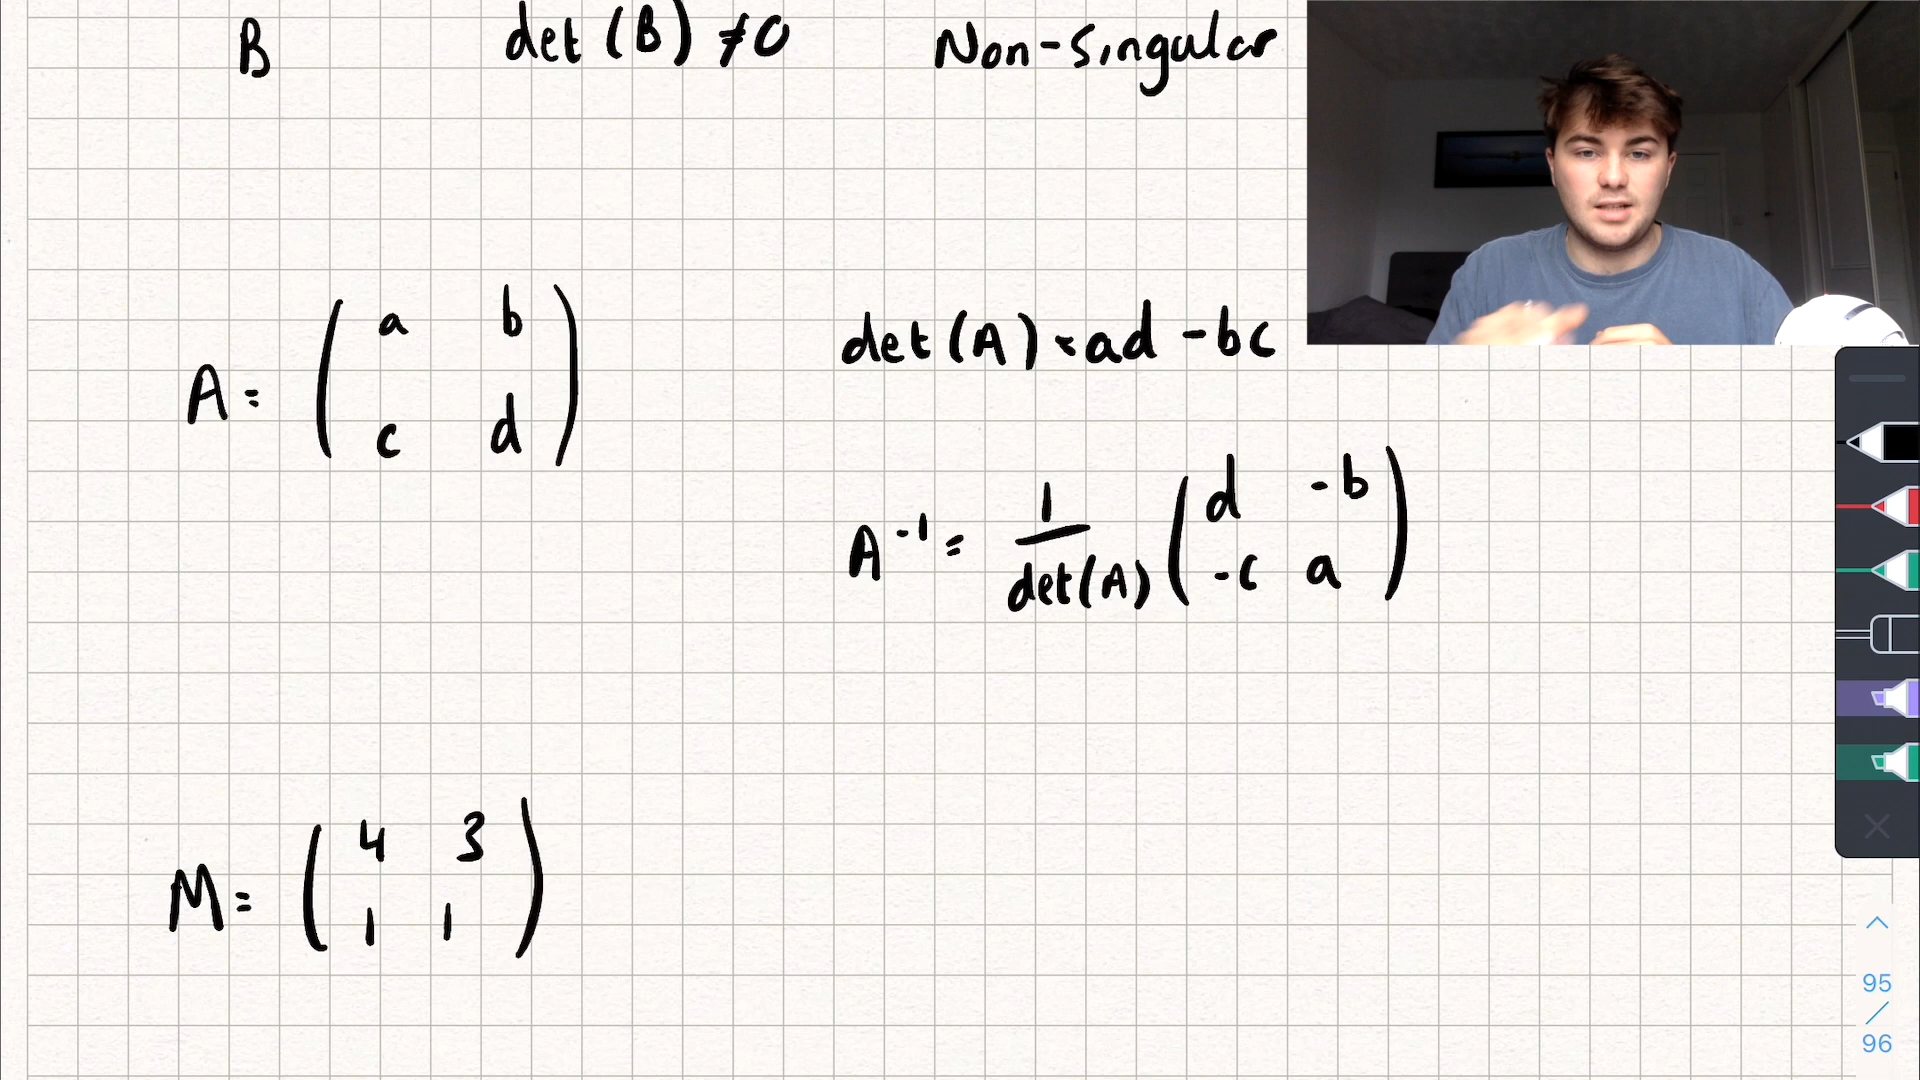 B det (B) ≠0 Non-Singular
A= ( a b
c d )
det (A) = ad - bc
A⁻¹ = 1/det(A) ( d -b
-c a )
M= ( 4 3
1 1 )
95
/
96